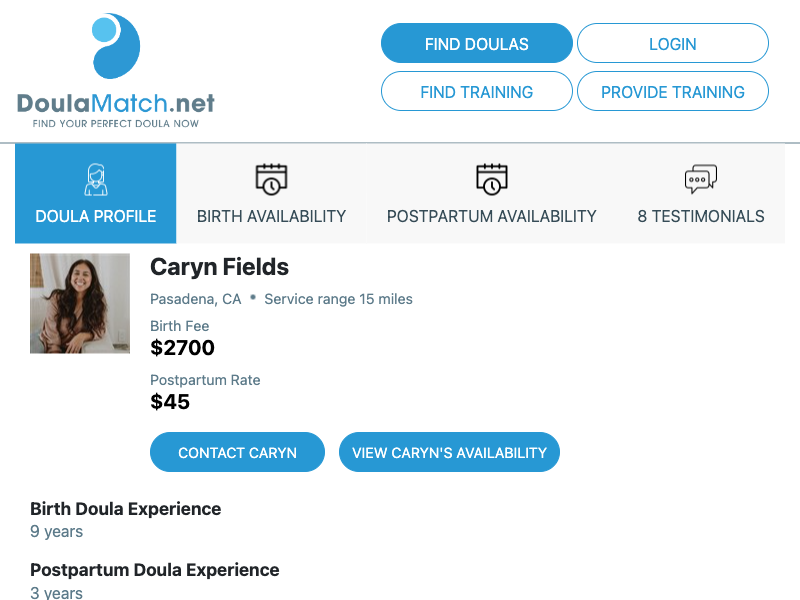 DoulaMatch.net
FIND YOUR PERFECT DOULA NOW
FIND DOULAS
LOGIN
FIND TRAINING
PROVIDE TRAINING
DOULA PROFILE
BIRTH AVAILABILITY
POSTPARTUM AVAILABILITY
8 TESTIMONIALS
Caryn Fields
Pasadena, CA • Service range 15 miles
Birth Fee
$2700
Postpartum Rate
$45
CONTACT CARYN
VIEW CARYN'S AVAILABILITY
Birth Doula Experience
9 years
Postpartum Doula Experience
3 years